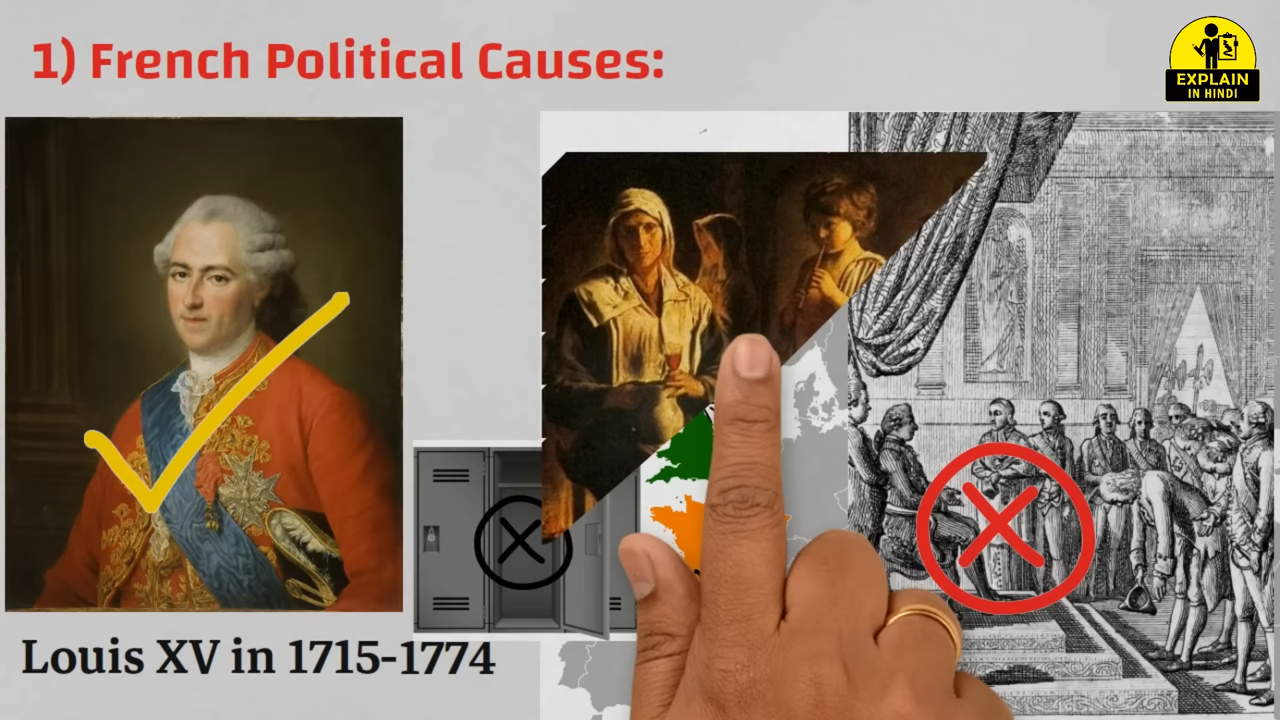 1) French Political Causes:
EXPLAIN
IN HINDI
Louis XV in 1715-1774